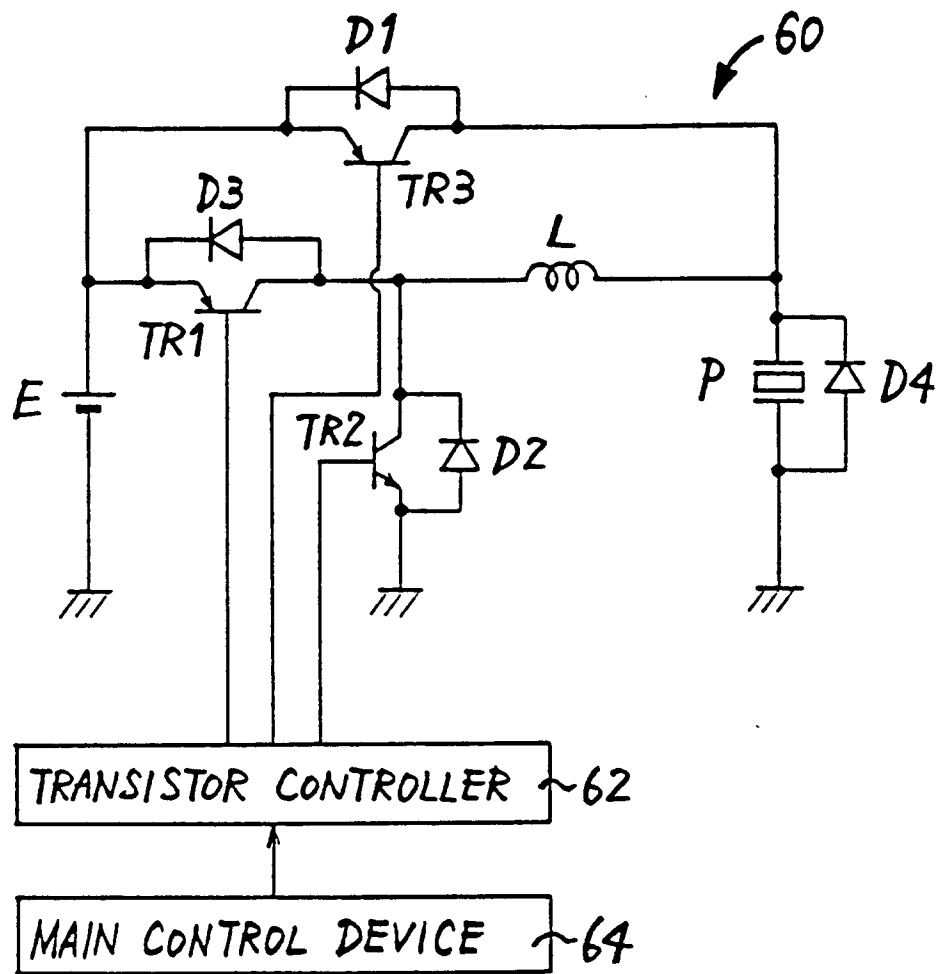 D1
60
TR3
D3
L
TR1
E
P
D4
TR2
D2
TRANSISTOR CONTROLLER
62
MAIN CONTROL DEVICE
64